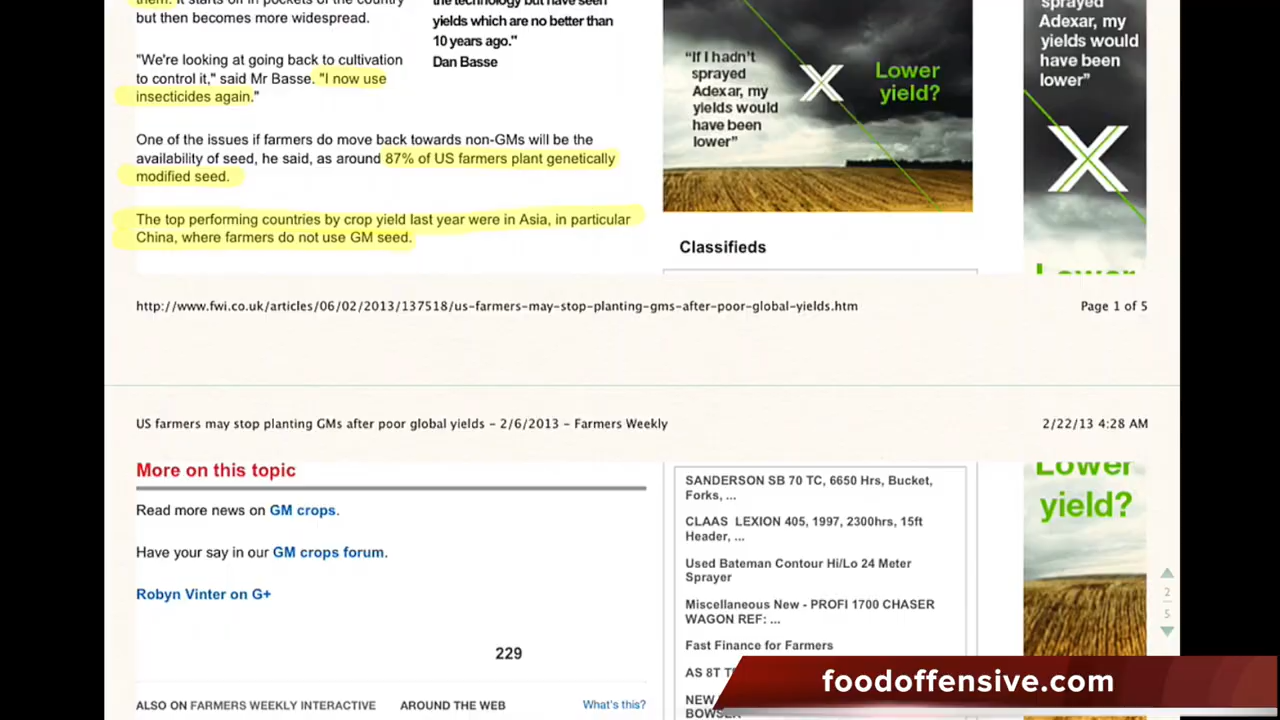 them. It starts off in pockets of the country
but then becomes more widespread.
"We're looking at going back to cultivation
to control it," said Mr Basse. "I now use
insecticides again."
the technology but have seen
yields which are no better than
10 years ago."
Dan Basse
One of the issues if farmers do move back towards non-GMs will be the
availability of seed, he said, as around 87% of US farmers plant genetically
modified seed.
The top performing countries by crop yield last year were in Asia, in particular
China, where farmers do not use GM seed.
“If I hadn’t
sprayed
Adexar, my
yields would
have been
lower”
X
Lower
yield?
Classifieds
sprayed
Adexar, my
yields would
have been
lower”
X
Lower
http://www.fwi.co.uk/articles/06/02/2013/137518/us-farmers-may-stop-planting-gms-after-poor-global-yields.htm
Page 1 of 5
US farmers may stop planting GMs after poor global yields - 2/6/2013 - Farmers Weekly
2/22/13 4:28 AM
More on this topic
Read more news on GM crops.
Have your say in our GM crops forum.
Robyn Vinter on G+
229
ALSO ON FARMERS WEEKLY INTERACTIVE
AROUND THE WEB
What's this?
SANDERSON SB 70 TC, 6650 Hrs, Bucket,
Forks, ...
CLAAS LEXION 405, 1997, 2300hrs, 15ft
Header, ...
Used Bateman Contour Hi/Lo 24 Meter
Sprayer
Miscellaneous New - PROFI 1700 CHASER
WAGON REF: ...
Fast Finance for Farmers
AS 8T
NEW
BOWSER
Lower
yield?
2
5
foodoffensive.com